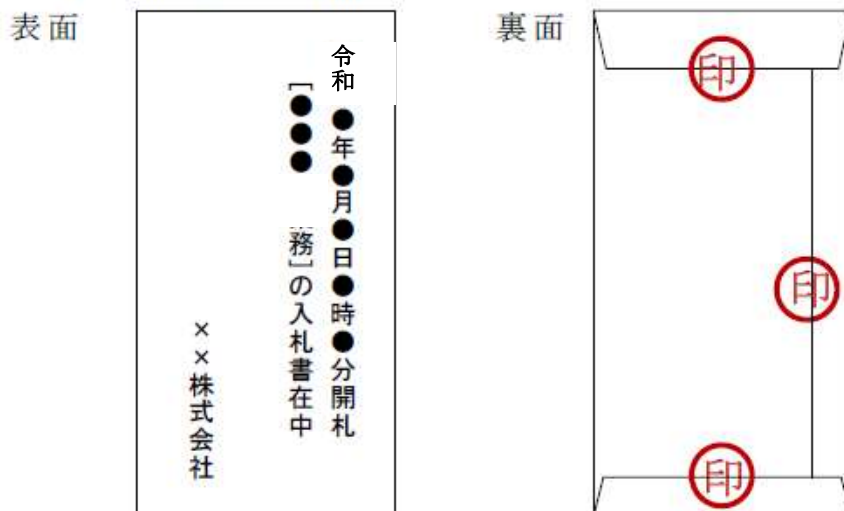 表面
令和 ●年●月●日●時●分開札
[●●● 務]の入札書在中
××株式会社
裏面
印
印
印